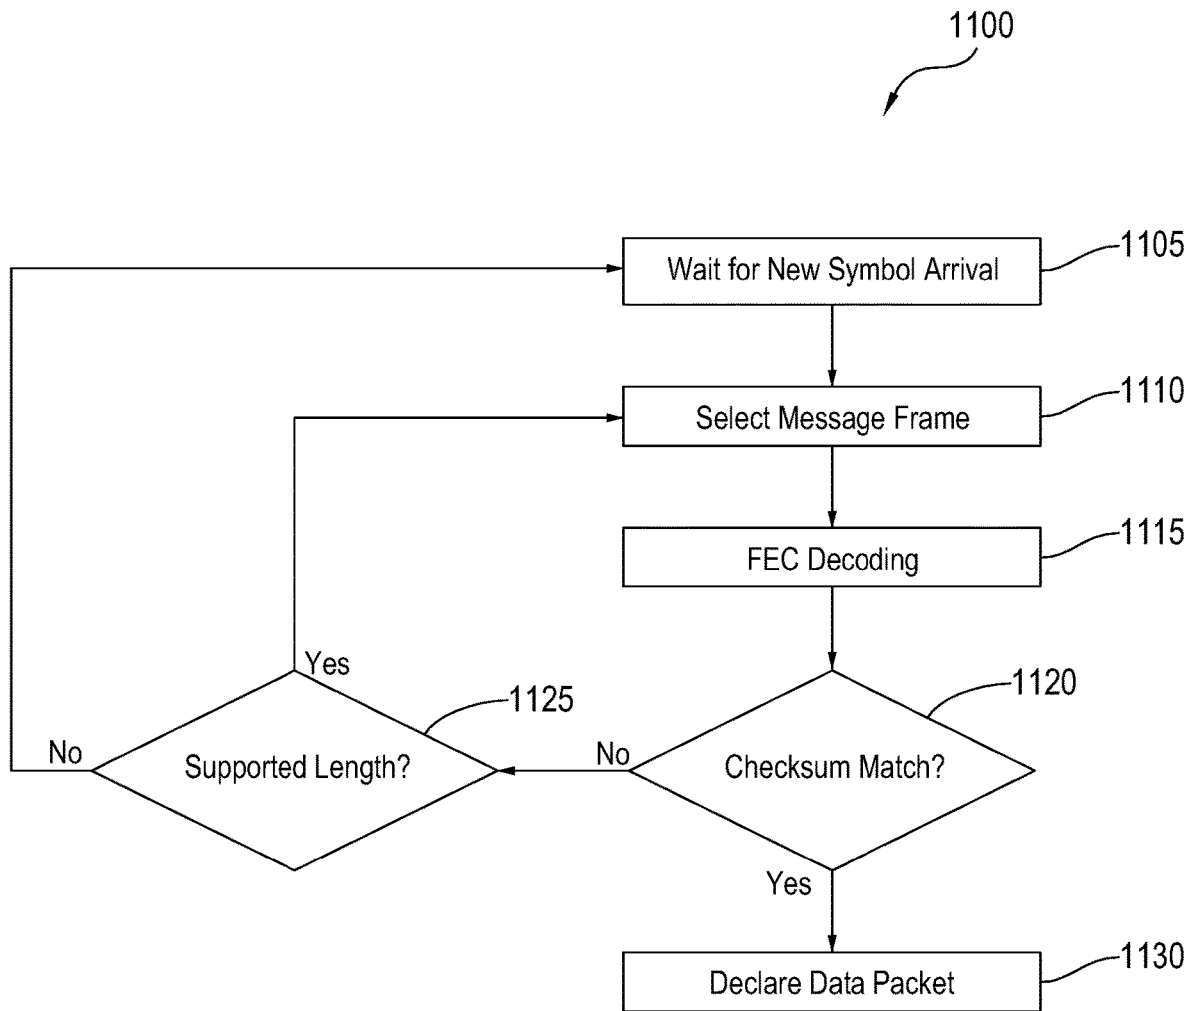 1100
Wait for New Symbol Arrival
1105
Select Message Frame
1110
FEC Decoding
1115
Yes
1125
1120
No
Supported Length?
No
Checksum Match?
Yes
Declare Data Packet
1130